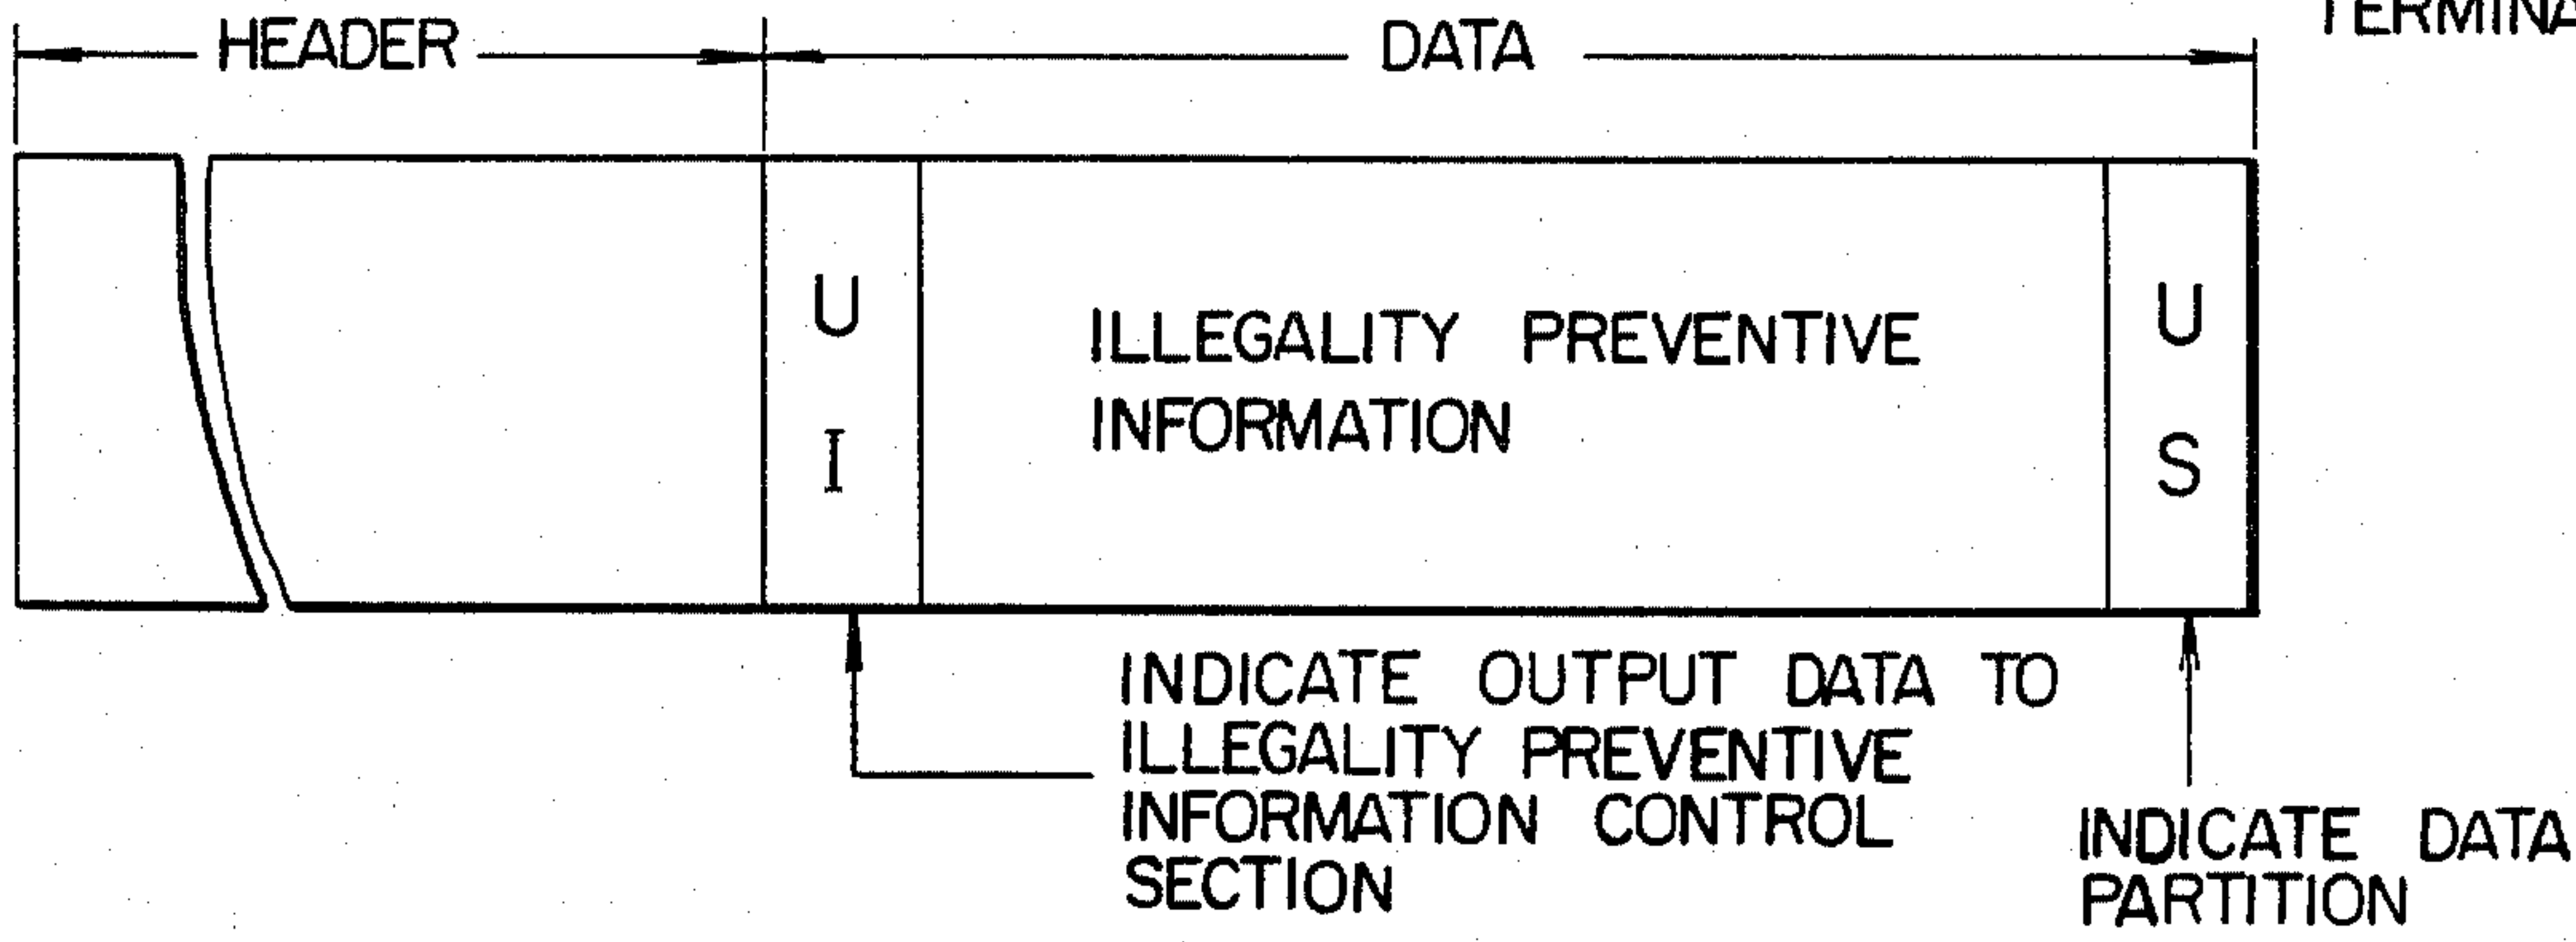 HEADER
DATA
U
I
ILLEGALITY PREVENTIVE
INFORMATION
U
S
INDICATE OUTPUT DATA TO
ILLEGALITY PREVENTIVE
INFORMATION CONTROL
SECTION
INDICATE DATA
PARTITION